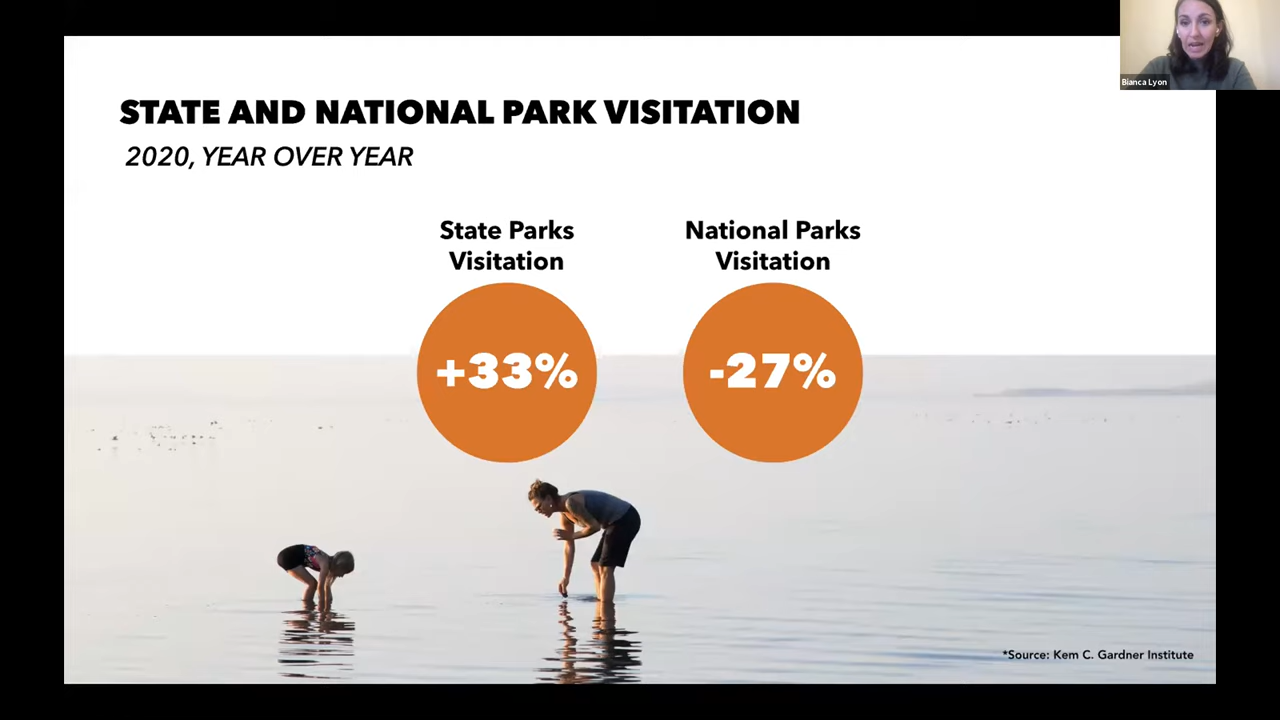 Bianca Lyon
STATE AND NATIONAL PARK VISITATION
2020, YEAR OVER YEAR
State Parks
Visitation
+33%
National Parks
Visitation
-27%
*Source: Kem C. Gardner Institute